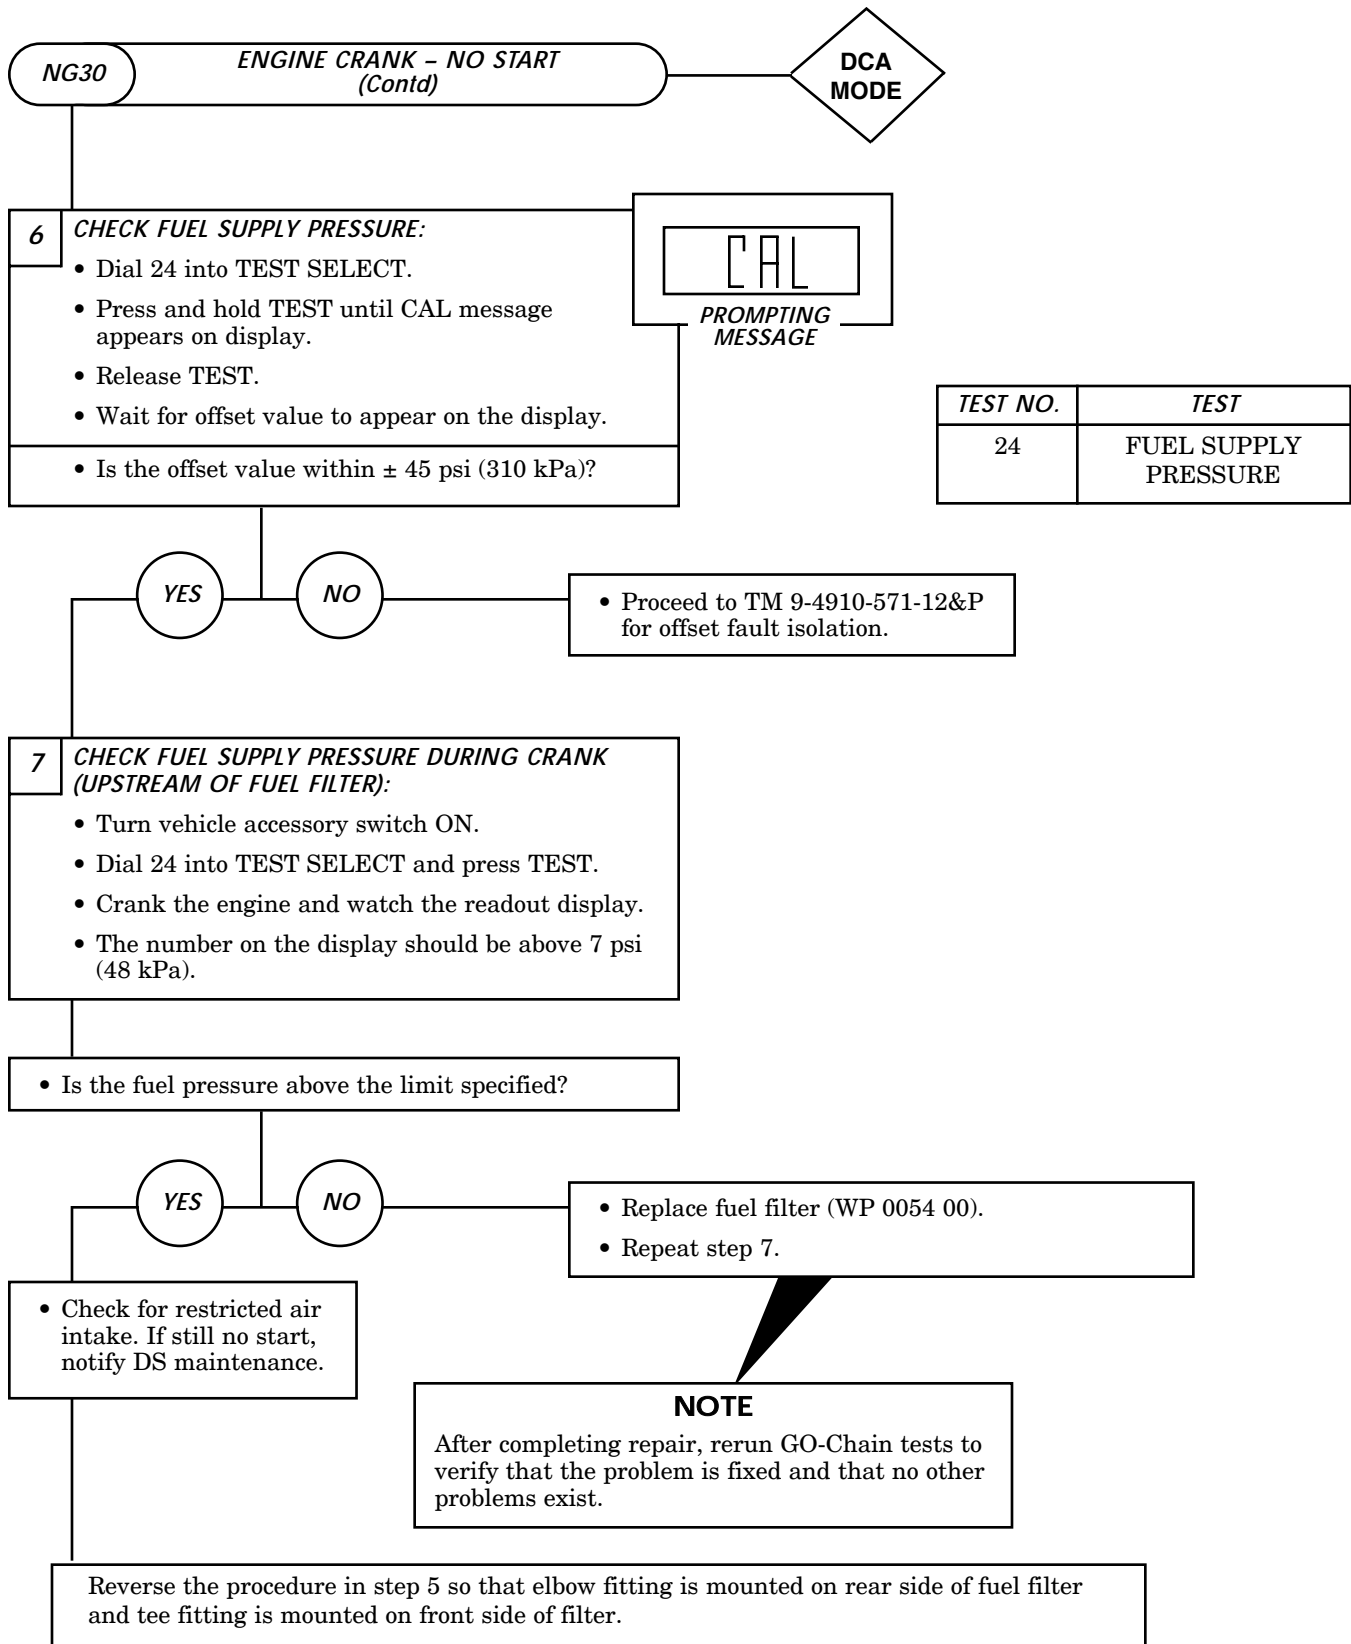 NG30
ENGINE CRANK – NO START
(Contd)
DCA
MODE
6
CHECK FUEL SUPPLY PRESSURE:
• Dial 24 into TEST SELECT.
• Press and hold TEST until CAL message
appears on display.
• Release TEST.
• Wait for offset value to appear on the display.
• Is the offset value within ± 45 psi (310 kPa)?
CAL
PROMPTING
MESSAGE
TEST NO. TEST
24 FUEL SUPPLY
PRESSURE
YES
NO
• Proceed to TM 9-4910-571-12&P
for offset fault isolation.
7
CHECK FUEL SUPPLY PRESSURE DURING CRANK
(UPSTREAM OF FUEL FILTER):
• Turn vehicle accessory switch ON.
• Dial 24 into TEST SELECT and press TEST.
• Crank the engine and watch the readout display.
• The number on the display should be above 7 psi
(48 kPa).
• Is the fuel pressure above the limit specified?
YES
NO
• Replace fuel filter (WP 0054 00).
• Repeat step 7.
• Check for restricted air
intake. If still no start,
notify DS maintenance.
NOTE
After completing repair, rerun GO-Chain tests to
verify that the problem is fixed and that no other
problems exist.
Reverse the procedure in step 5 so that elbow fitting is mounted on rear side of fuel filter
and tee fitting is mounted on front side of filter.